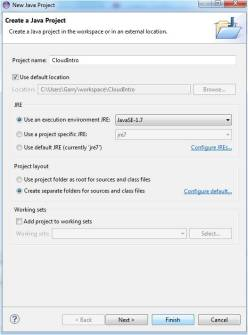 New Java Project
Create a Java Project
Create a Java project in the workspace or in an external location.
Project name: CloudIntro
Use default location
Location: C:\Users\Garry\workspace\CloudIntro Browse...
JRE
Use an execution environment JRE: JavaSE-1.7
Use a project specific JRE: jre7
Use default JRE (currently 'jre7') Configure JREs...
Project layout
Use project folder as root for sources and class files
Create separate folders for sources and class files Configure default...
Working sets
Add project to working sets
Working sets: Select...
? < Back Next > Finish Cancel